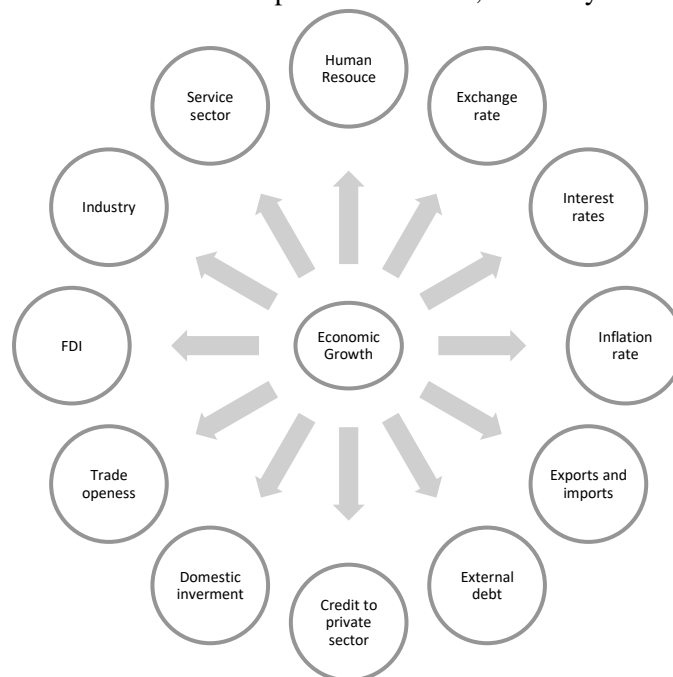 Human
Resouce
Exchange
rate
Interest
rates
Inflation
rate
Exports and
imports
External
debt
Credit to
private
sector
Domestic
inverment
Trade
openess
FDI
Industry
Service
sector
Economic
Growth